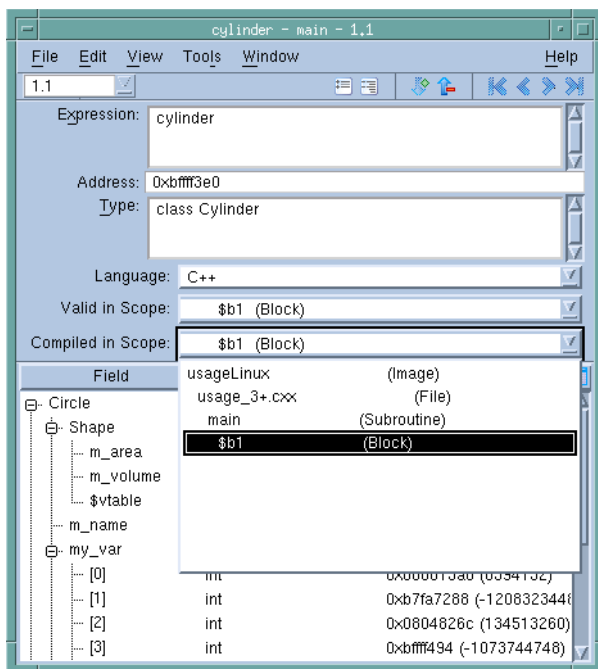 cylinder - main - 1.1
File Edit View Tools Window Help
1.1
Expression: cylinder
Address: 0xbffff3e0
Type: class Cylinder
Language: C++
Valid in Scope: $b1 (Block)
Compiled in Scope: $b1 (Block)
Field
usageLinux (Image)
usage_3+.cxx (File)
main (Subroutine)
$b1 (Block)
Circle
Shape
m_area
m_volume
$vtable
m_name
my_var
[0] int
[1] int 0xb7fa7288 (-1208323448
[2] int 0x0804826c (134513260)
[3] int 0xbffff494 (-1073744748)